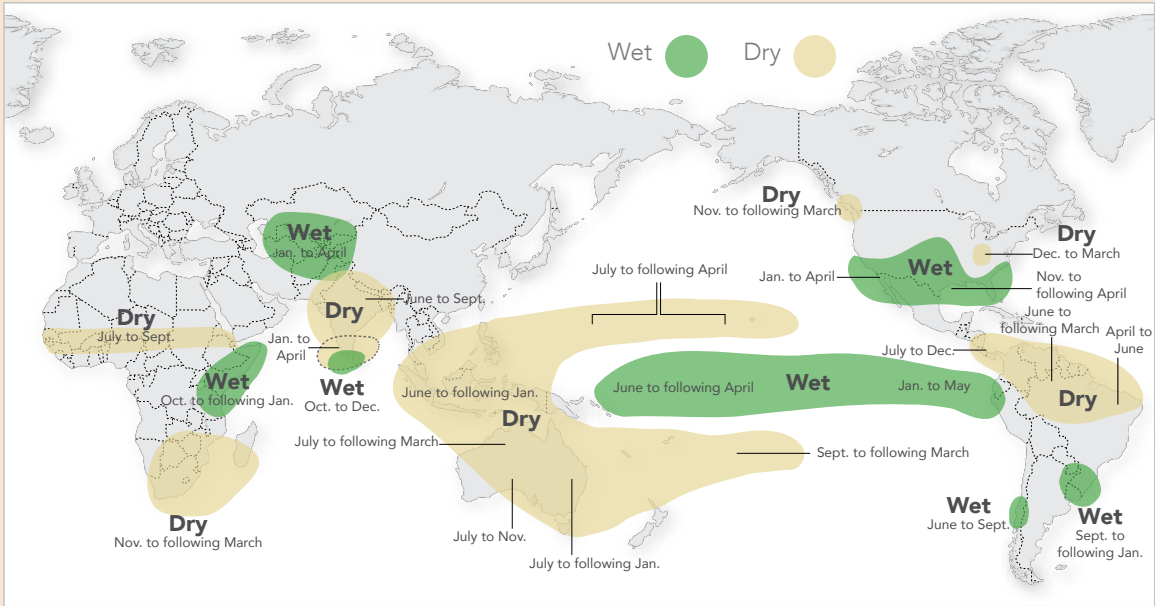 Wet
Dry
Dry
Nov. to following March
Dry
Dec. to March
Wet
Jan. to April
Wet
Jan. to April
Nov. to
following April
July to following April
Dry
June to Sept.
June to
following March
April to
June
Dry
July to Sept.
Jan. to
April
July to Dec.
Wet
Oct. to following Jan.
Wet
Oct. to Dec.
June to following Jan.
Dry
June to following April
Wet
Jan. to May
Dry
July to following March
Sept. to following March
Dry
Nov. to following March
July to Nov.
July to following Jan.
Wet
June to Sept.
Wet
Sept. to
following Jan.